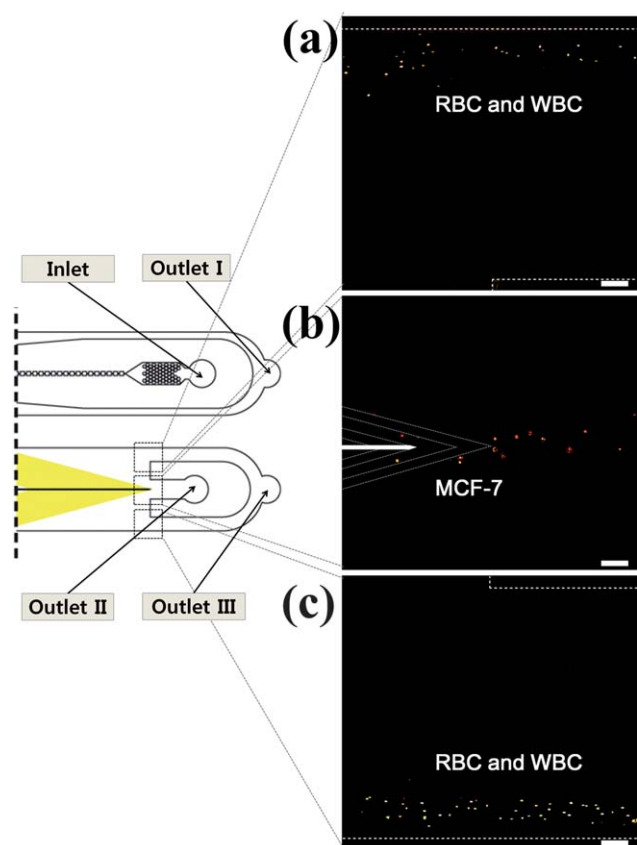 (a)
RBC and WBC
Inlet
Outlet I
(b)
MCF-7
Outlet II
Outlet III
(c)
RBC and WBC